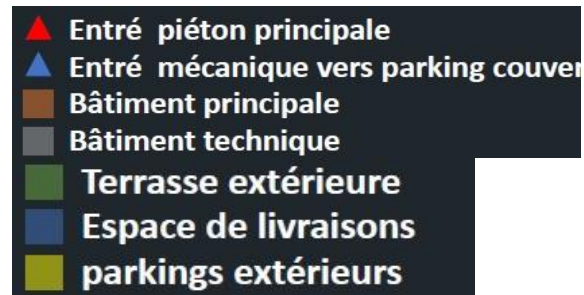 Entré piéton principale
Entré mécanique vers parking couver
Bâtiment principale
Bâtiment technique
Terrasse extérieure
Espace de livraisons
parkings extérieurs